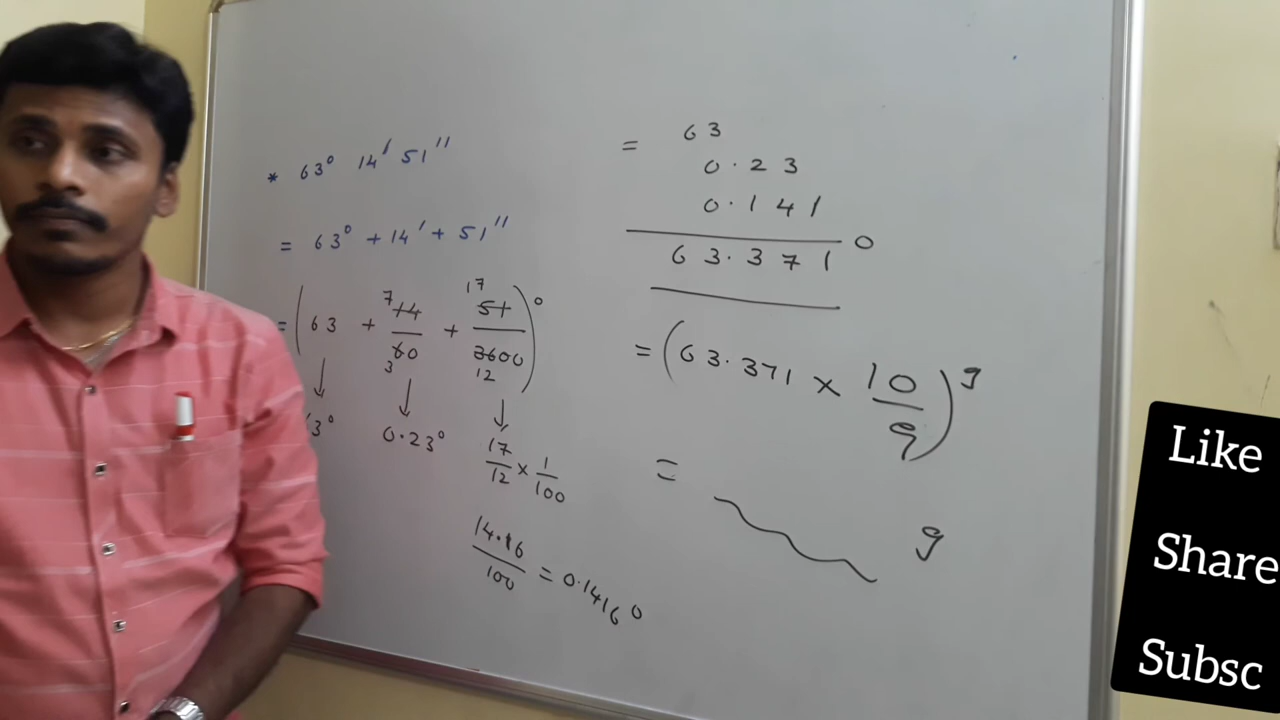 * 63° 14' 51''
= 63° + 14' + 51''
= (63 + 14/60 + 51/3600)°
7 17
3 12
63° 0.23° 17/12 × 1/100
14.16/100 = 0.1416°
= 63
0.23
0.141
63.371°
= (63.371 × 10/9)ᵍ
= g
Like
Share
Subsc